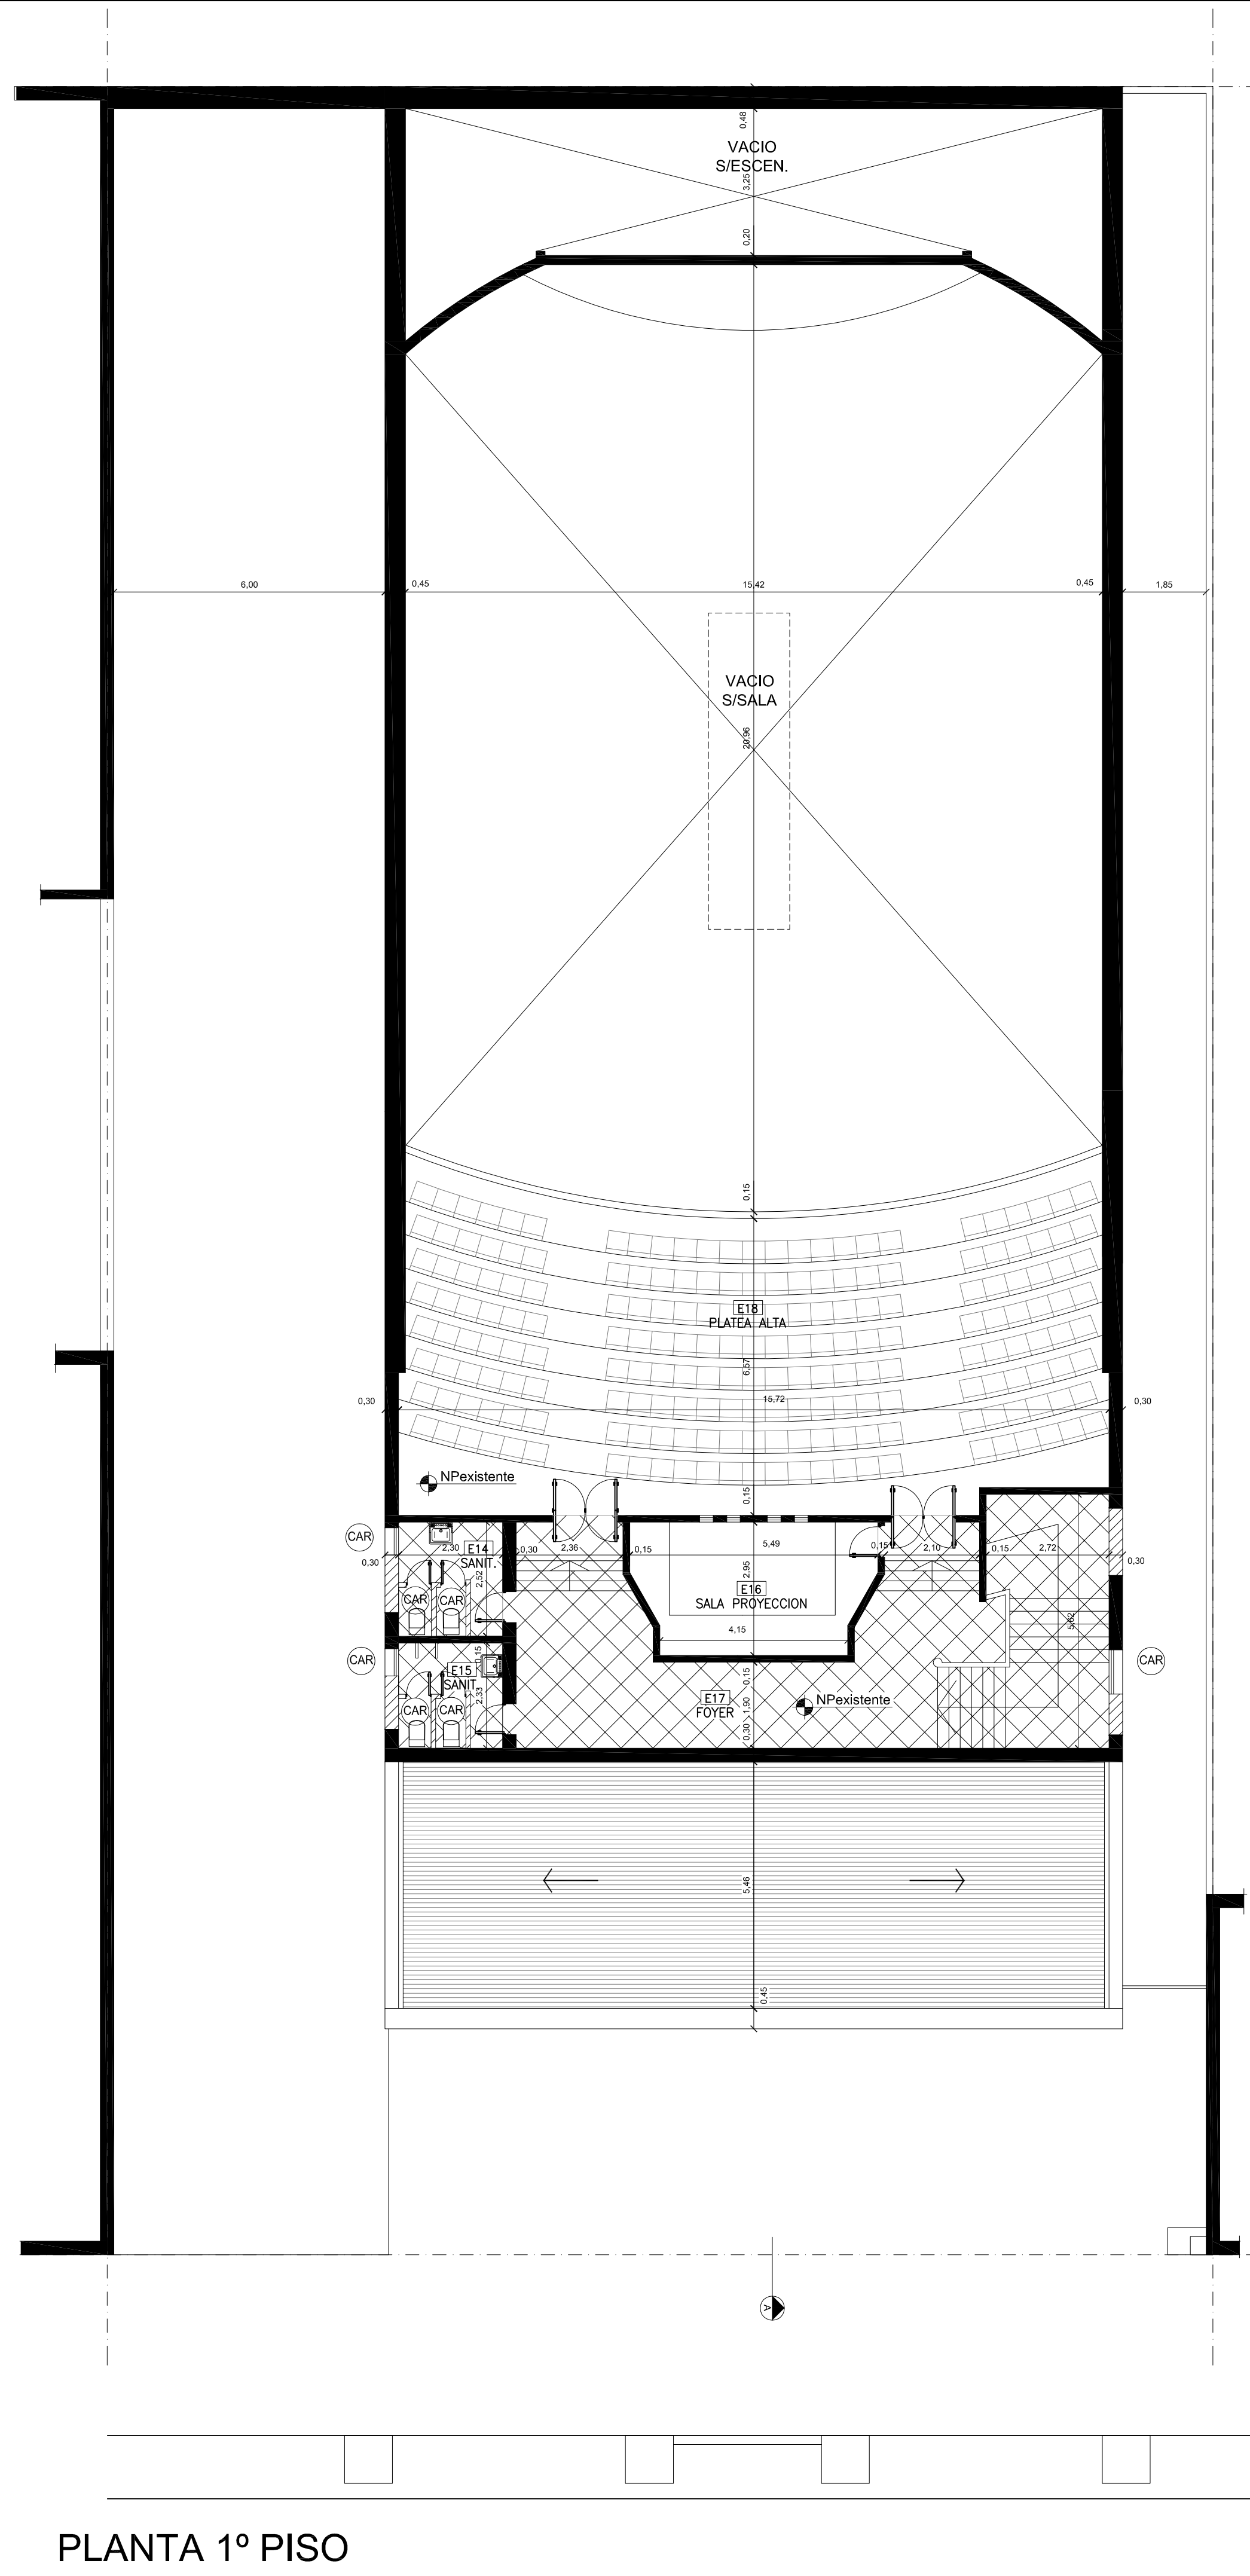 0,48
VACIO
S/ESCEN.
3,25
0,20
6,00
0,45
15,42
0,45
1,85
VACIO
S/SALA
20,96
0,15
E18
PLATEA ALTA
6,57
0,30
15,72
0,30
NPexistente
0,15
CAR
0,30
2,30
E14
SANIT.
2,52
0,30
2,36
0,15
5,49
0,15
2,10
0,15
2,72
0,30
2,95
E16
SALA PROYECCION
CAR
CAR
4,15
5,62
CAR
0,15
E15
SANIT.
2,33
CAR
CAR
0,15
E17
FOYER
1,90
NPexistente
0,30
CAR
5,46
0,45
A
PLANTA 1º PISO